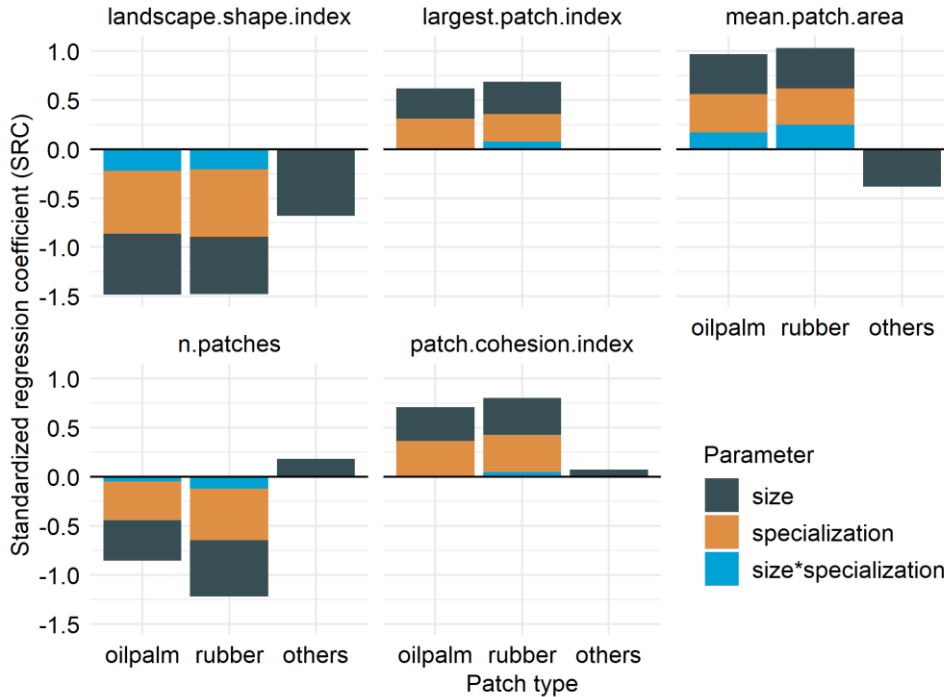 landscape.shape.index largest.patch.index mean.patch.area
1.0
0.5
0.0
-0.5
-1.0
-1.5
oilpalm rubber others
n.patches patch.cohesion.index
1.0
0.5
0.0
-0.5
-1.0
-1.5
oilpalm rubber others oilpalm rubber others
Patch type
Standardized regression coefficient (SRC)
Parameter
size
specialization
size*specialization